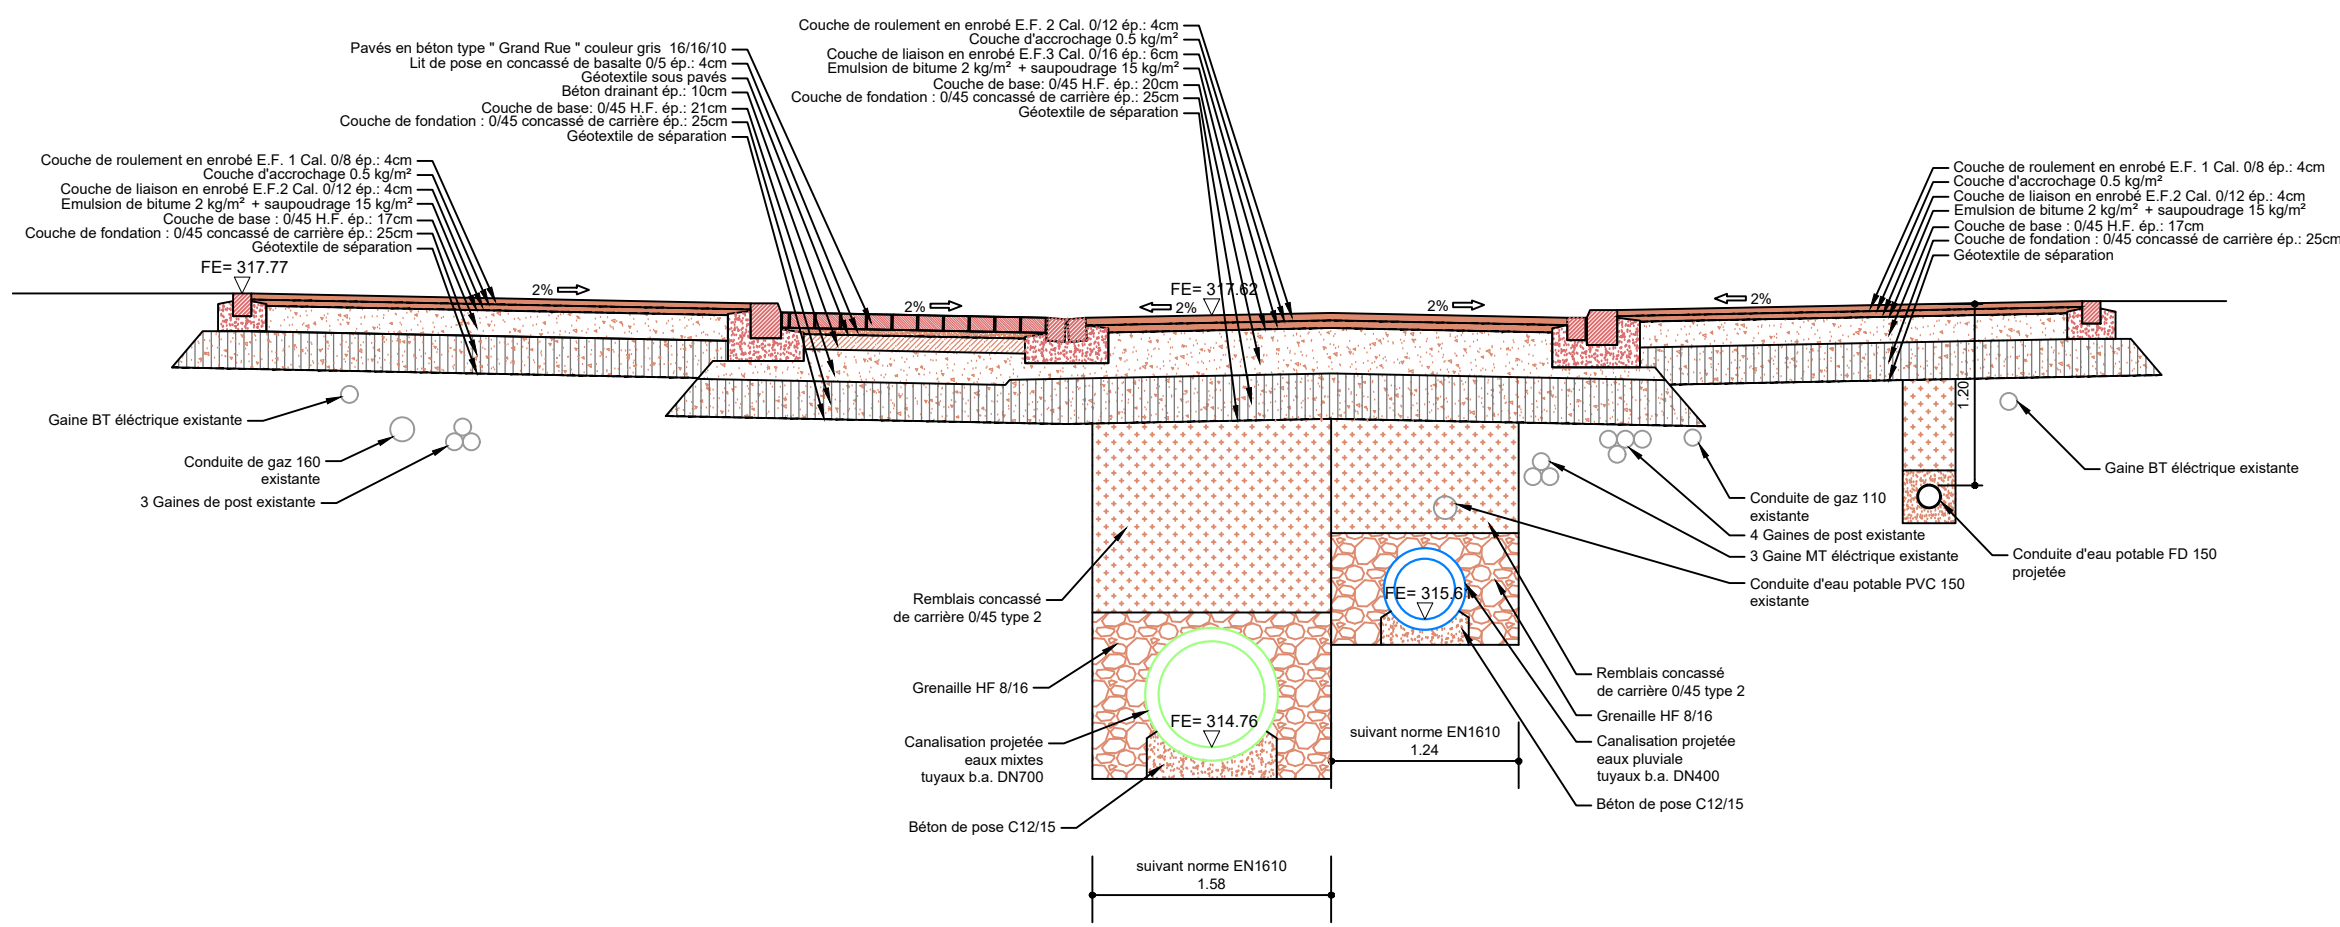 Couche de roulement en enrobé E.F. 2 Cal. 0/12 ép.: 4cm
Couche d'accrochage 0.5 kg/m²
Couche de liaison en enrobé E.F.3 Cal. 0/16 ép.: 6cm
Emulsion de bitume 2 kg/m² + saupoudrage 15 kg/m²
Couche de base: 0/45 H.F. ép.: 20cm
Couche de fondation : 0/45 concassé de carrière ép.: 25cm
Géotextile de séparation
Pavés en béton type " Grand Rue " couleur gris 16/16/10
Lit de pose en concassé de basalte 0/5 ép.: 4cm
Géotextile sous pavés
Béton drainant ép.: 10cm
Couche de base: 0/45 H.F. ép.: 21cm
Couche de fondation : 0/45 concassé de carrière ép.: 25cm
Géotextile de séparation
Couche de roulement en enrobé E.F. 1 Cal. 0/8 ép.: 4cm
Couche d'accrochage 0.5 kg/m²
Couche de liaison en enrobé E.F.2 Cal. 0/12 ép.: 4cm
Emulsion de bitume 2 kg/m² + saupoudrage 15 kg/m²
Couche de base : 0/45 H.F. ép.: 17cm
Couche de fondation : 0/45 concassé de carrière ép.: 25cm
Géotextile de séparation
Couche de roulement en enrobé E.F. 1 Cal. 0/8 ép.: 4cm
Couche d'accrochage 0.5 kg/m²
Couche de liaison en enrobé E.F.2 Cal. 0/12 ép.: 4cm
Emulsion de bitume 2 kg/m² + saupoudrage 15 kg/m²
Couche de base : 0/45 H.F. ép.: 17cm
Couche de fondation : 0/45 concassé de carrière ép.: 25cm
Géotextile de séparation
FE= 317.77
2%
2%
FE= 317.62
2%
2%
2%
1.20
Gaine BT éléctrique existante
Conduite de gaz 160
existante
3 Gaines de post existante
Gaine BT éléctrique existante
Conduite de gaz 110
existante
4 Gaines de post existante
3 Gaine MT éléctrique existante
Conduite d'eau potable PVC 150
existante
Conduite d'eau potable FD 150
projetée
Remblais concassé
de carrière 0/45 type 2
Grenaille HF 8/16
Canalisation projetée
eaux mixtes
tuyaux b.a. DN700
Béton de pose C12/15
FE= 315.61
FE= 314.76
Remblais concassé
de carrière 0/45 type 2
Grenaille HF 8/16
Canalisation projetée
eaux pluviale
tuyaux b.a. DN400
Béton de pose C12/15
suivant norme EN1610
1.24
suivant norme EN1610
1.58